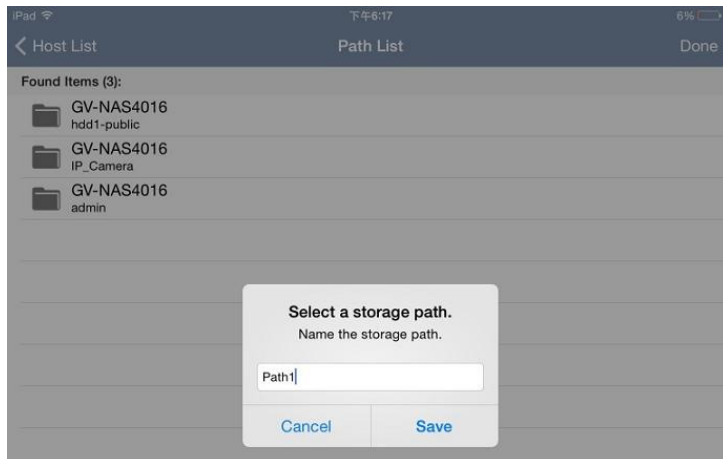 iPad 下午6:17 6%
Host List Path List Done
Found Items (3):
GV-NAS4016
hdd1-public
GV-NAS4016
IP_Camera
GV-NAS4016
admin
Select a storage path.
Name the storage path.
Path1
Cancel Save